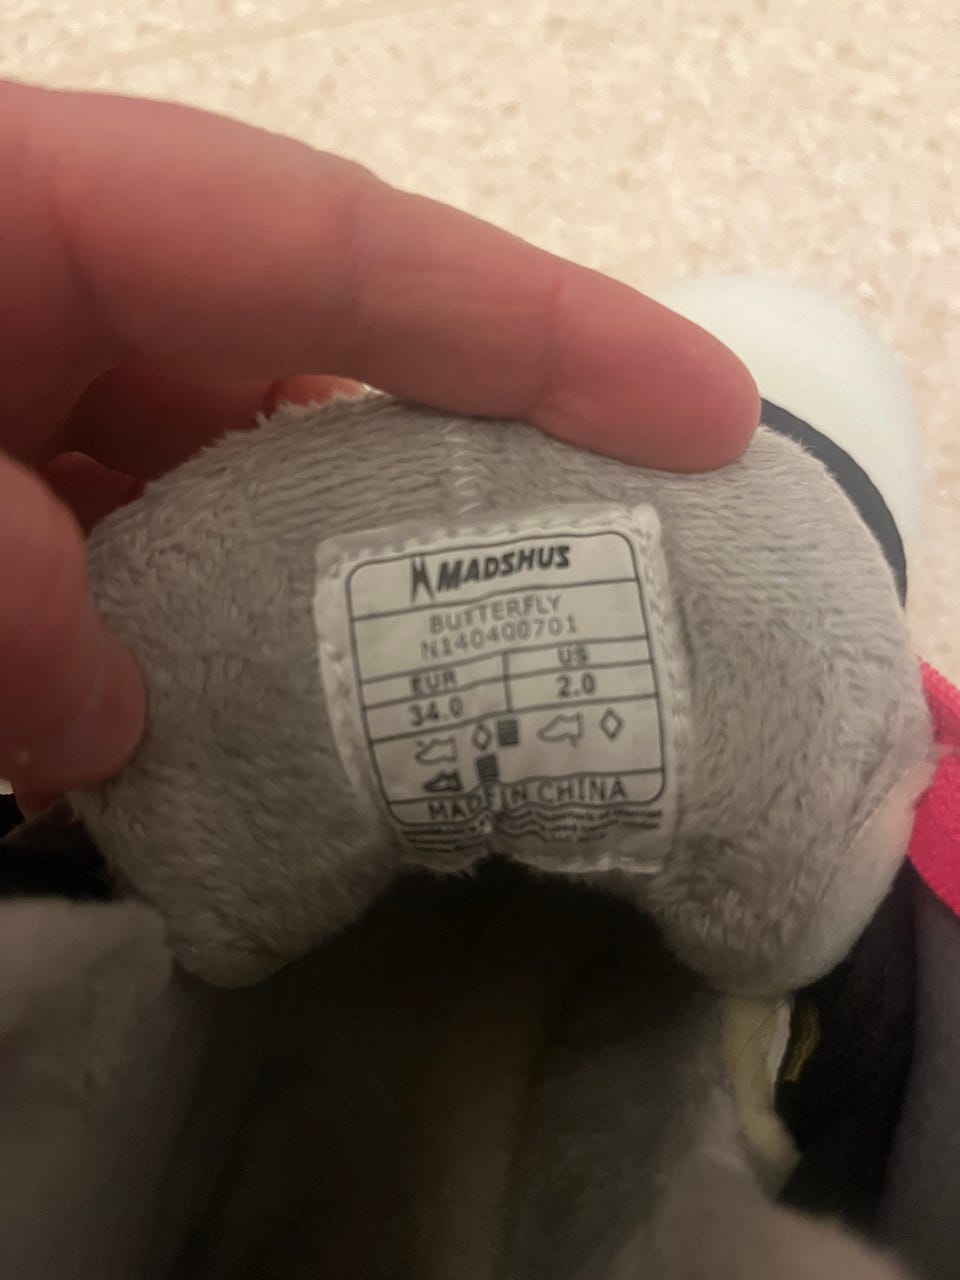 MADSHUS
BUTTERFLY
N140400701
EUR US
34.0 2.0
MADE IN CHINA